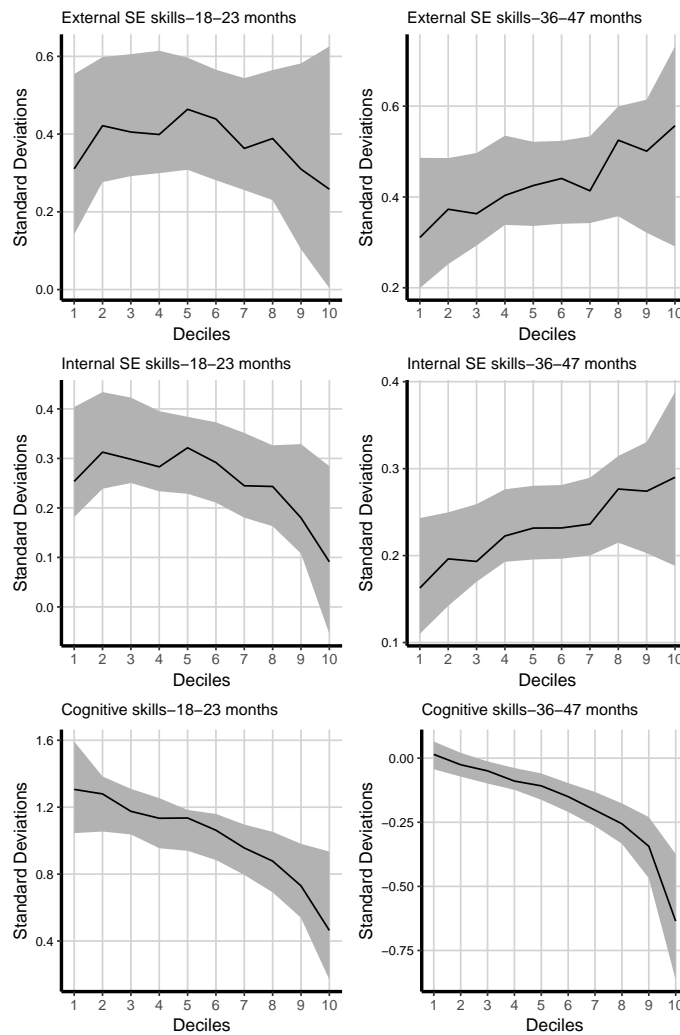 External SE skills−18−23 months
Standard Deviations
0.6
0.4
0.2
0.0
1 2 3 4 5 6 7 8 9 10
Deciles
External SE skills−36−47 months
Standard Deviations
0.6
0.4
0.2
1 2 3 4 5 6 7 8 9 10
Deciles
Internal SE skills−18−23 months
Standard Deviations
0.4
0.3
0.2
0.1
0.0
1 2 3 4 5 6 7 8 9 10
Deciles
Internal SE skills−36−47 months
Standard Deviations
0.4
0.3
0.2
0.1
1 2 3 4 5 6 7 8 9 10
Deciles
Cognitive skills−18−23 months
Standard Deviations
1.6
1.2
0.8
0.4
1 2 3 4 5 6 7 8 9 10
Deciles
Cognitive skills−36−47 months
Standard Deviations
0.00
−0.25
−0.50
−0.75
1 2 3 4 5 6 7 8 9 10
Deciles